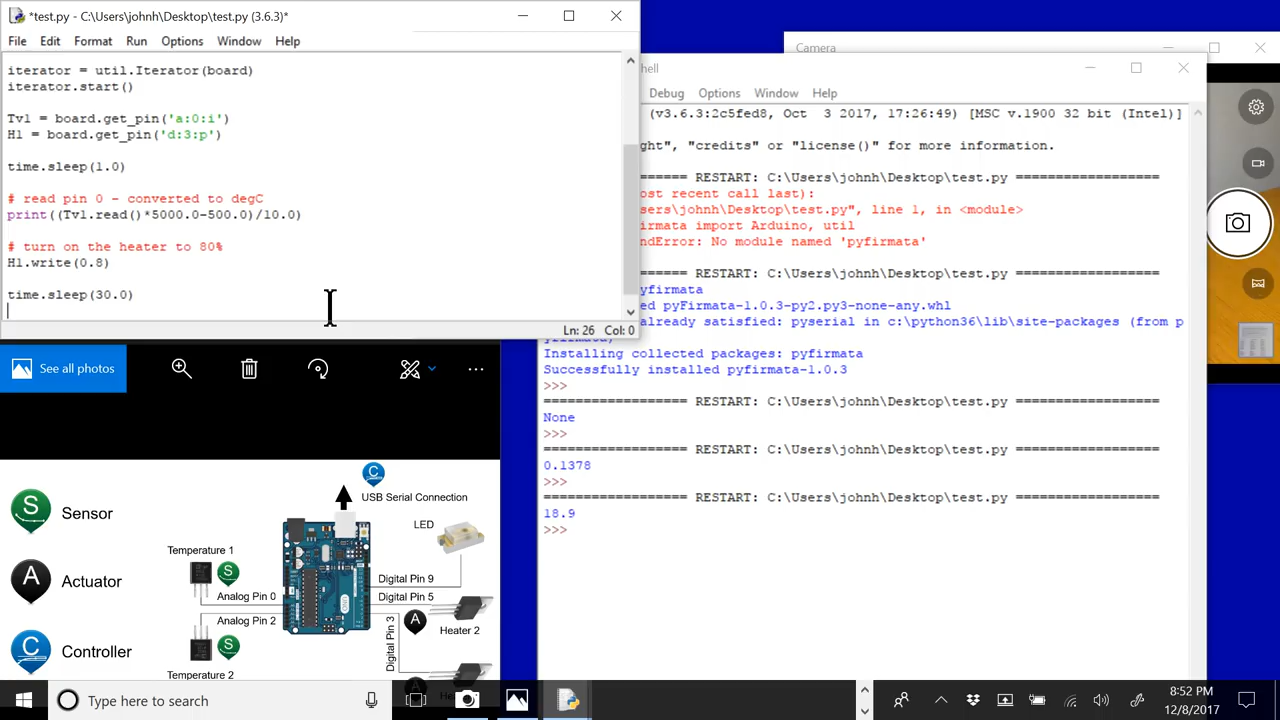 *test.py - C:\Users\johnh\Desktop\test.py (3.6.3)*
File Edit Format Run Options Window Help
iterator = util.Iterator(board)
iterator.start()
Tv1 = board.get_pin('a:0:i')
H1 = board.get_pin('d:3:p')
time.sleep(1.0)
# read pin 0 - converted to degC
print((Tv1.read()*5000.0-500.0)/10.0)
# turn on the heater to 80%
H1.write(0.8)
time.sleep(30.0)
Ln: 26 Col: 0
Camera
hell
Debug Options Window Help
(v3.6.3:2c5fed8, Oct 3 2017, 17:26:49) [MSC v.1900 32 bit (Intel)]
ght", "credits" or "license()" for more information.
======= RESTART: C:\Users\johnh\Desktop\test.py ==================
ost recent call last):
sers\johnh\Desktop\test.py", line 1, in <module>
rmata import Arduino, util
ndError: No module named 'pyfirmata'
======= RESTART: C:\Users\johnh\Desktop\test.py ==================
yfirmata
ed pyFirmata-1.0.3-py2.py3-none-any.whl
already satisfied: pyserial in c:\python36\lib\site-packages (from p
Installing collected packages: pyfirmata
Successfully installed pyfirmata-1.0.3
>>>
================== RESTART: C:\Users\johnh\Desktop\test.py ==================
None
>>>
================== RESTART: C:\Users\johnh\Desktop\test.py ==================
0.1378
>>>
================== RESTART: C:\Users\johnh\Desktop\test.py ==================
18.9
>>>
See all photos
Sensor
Actuator
Controller
S
A
C
C
USB Serial Connection
LED
Temperature 1
S
Digital Pin 9
Analog Pin 0
Digital Pin 5
Analog Pin 2
A
Heater 2
Digital Pin 3
S
Temperature 2
A
He
Type here to search
8:52 PM
12/8/2017